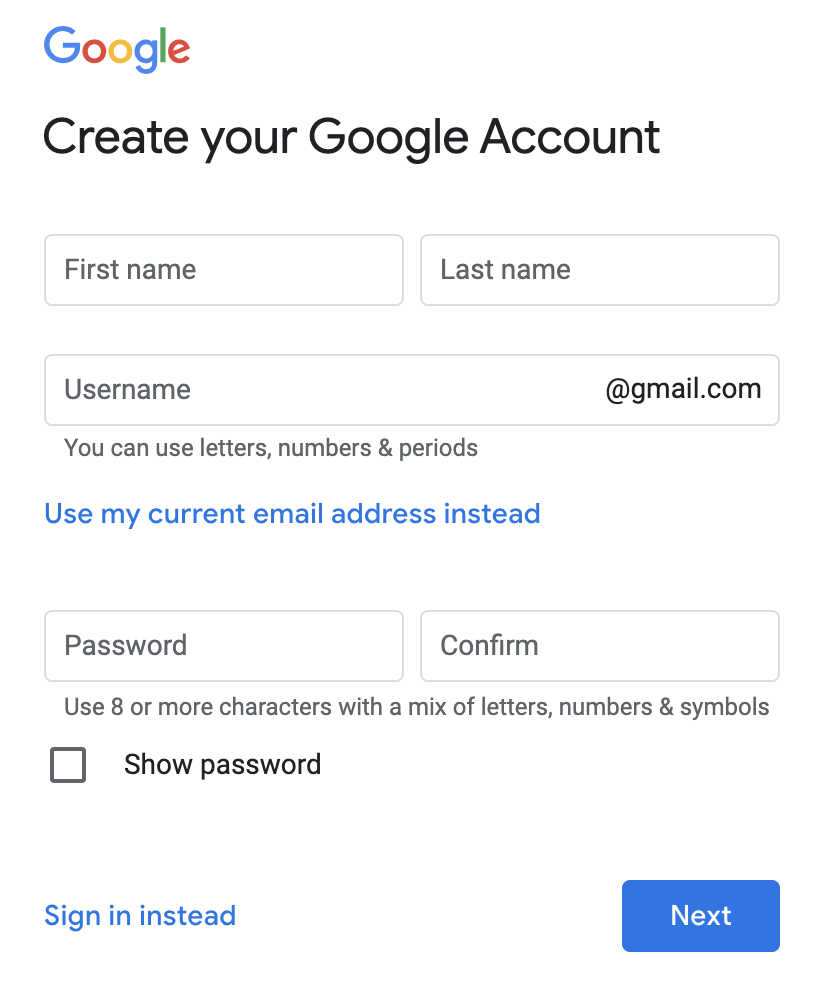 Google
Create your Google Account
First name Last name
Username @gmail.com
You can use letters, numbers & periods
Use my current email address instead
Password Confirm
Use 8 or more characters with a mix of letters, numbers & symbols
Show password
Sign in instead Next